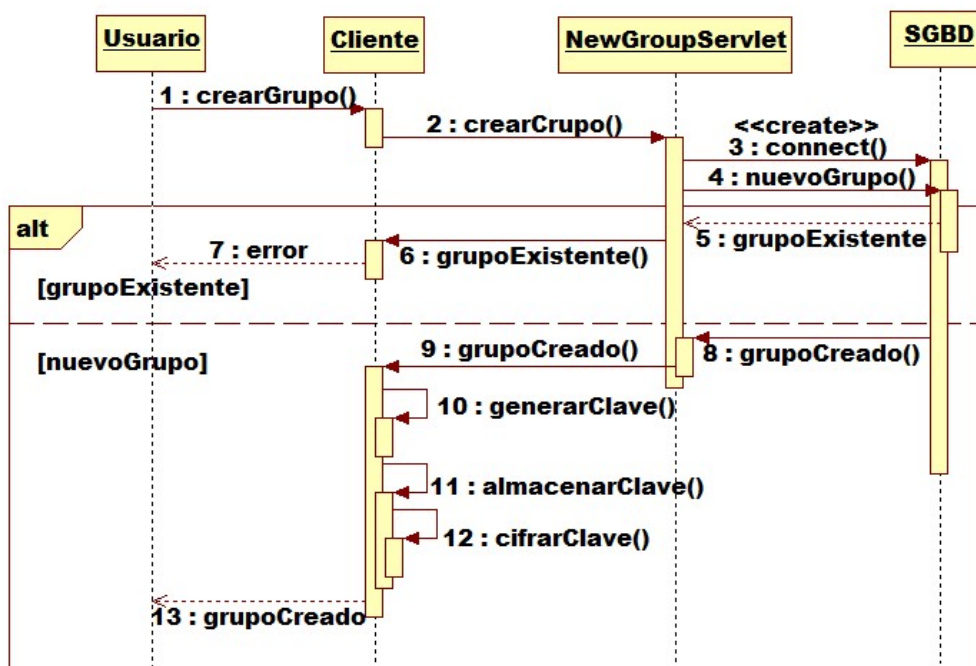 Usuario
Cliente
NewGroupServlet
SGBD
1 : crearGrupo()
2 : crearCrupo()
<<create>>
3 : connect()
4 : nuevoGrupo()
alt
5 : grupoExistente
6 : grupoExistente()
7 : error
[grupoExistente]
[nuevoGrupo]
8 : grupoCreado()
9 : grupoCreado()
10 : generarClave()
11 : almacenarClave()
12 : cifrarClave()
13 : grupoCreado